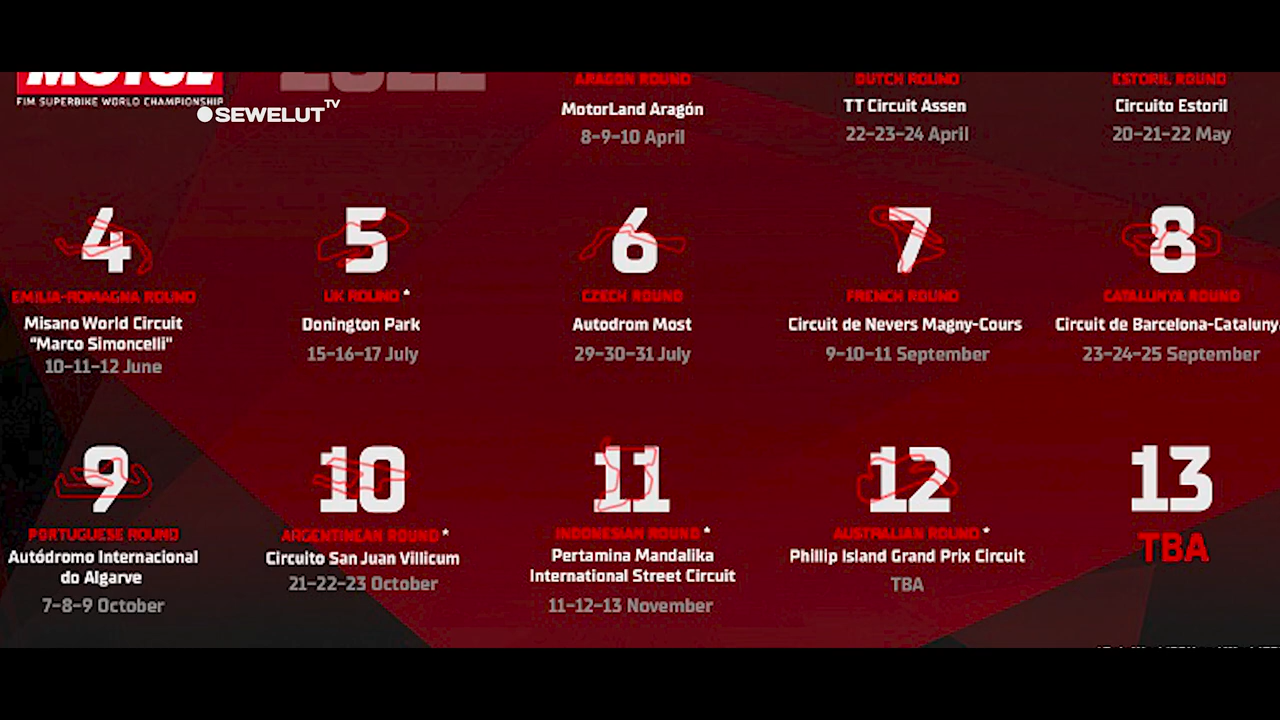 MOTUL
2022
FIM SUPERBIKE WORLD CHAMPIONSHIP
SEWELUT TV
ARAGON ROUND
MotorLand Aragón
8-9-10 April
DUTCH ROUND
TT Circuit Assen
22-23-24 April
ESTORIL ROUND
Circuito Estoril
20-21-22 May
4
EMILIA-ROMAGNA ROUND
Misano World Circuit
"Marco Simoncelli"
10-11-12 June
5
UK ROUND *
Donington Park
15-16-17 July
6
CZECH ROUND
Autodrom Most
29-30-31 July
7
FRENCH ROUND
Circuit de Nevers Magny-Cours
9-10-11 September
8
CATALUNYA ROUND
Circuit de Barcelona-Cataluny
23-24-25 September
9
PORTUGUESE ROUND
Autódromo Internacional
do Algarve
7-8-9 October
10
ARGENTINEAN ROUND *
Circuito San Juan Villicum
21-22-23 October
11
INDONESIAN ROUND *
Pertamina Mandalika
International Street Circuit
11-12-13 November
12
AUSTRALIAN ROUND *
Phillip Island Grand Prix Circuit
TBA
13
TBA